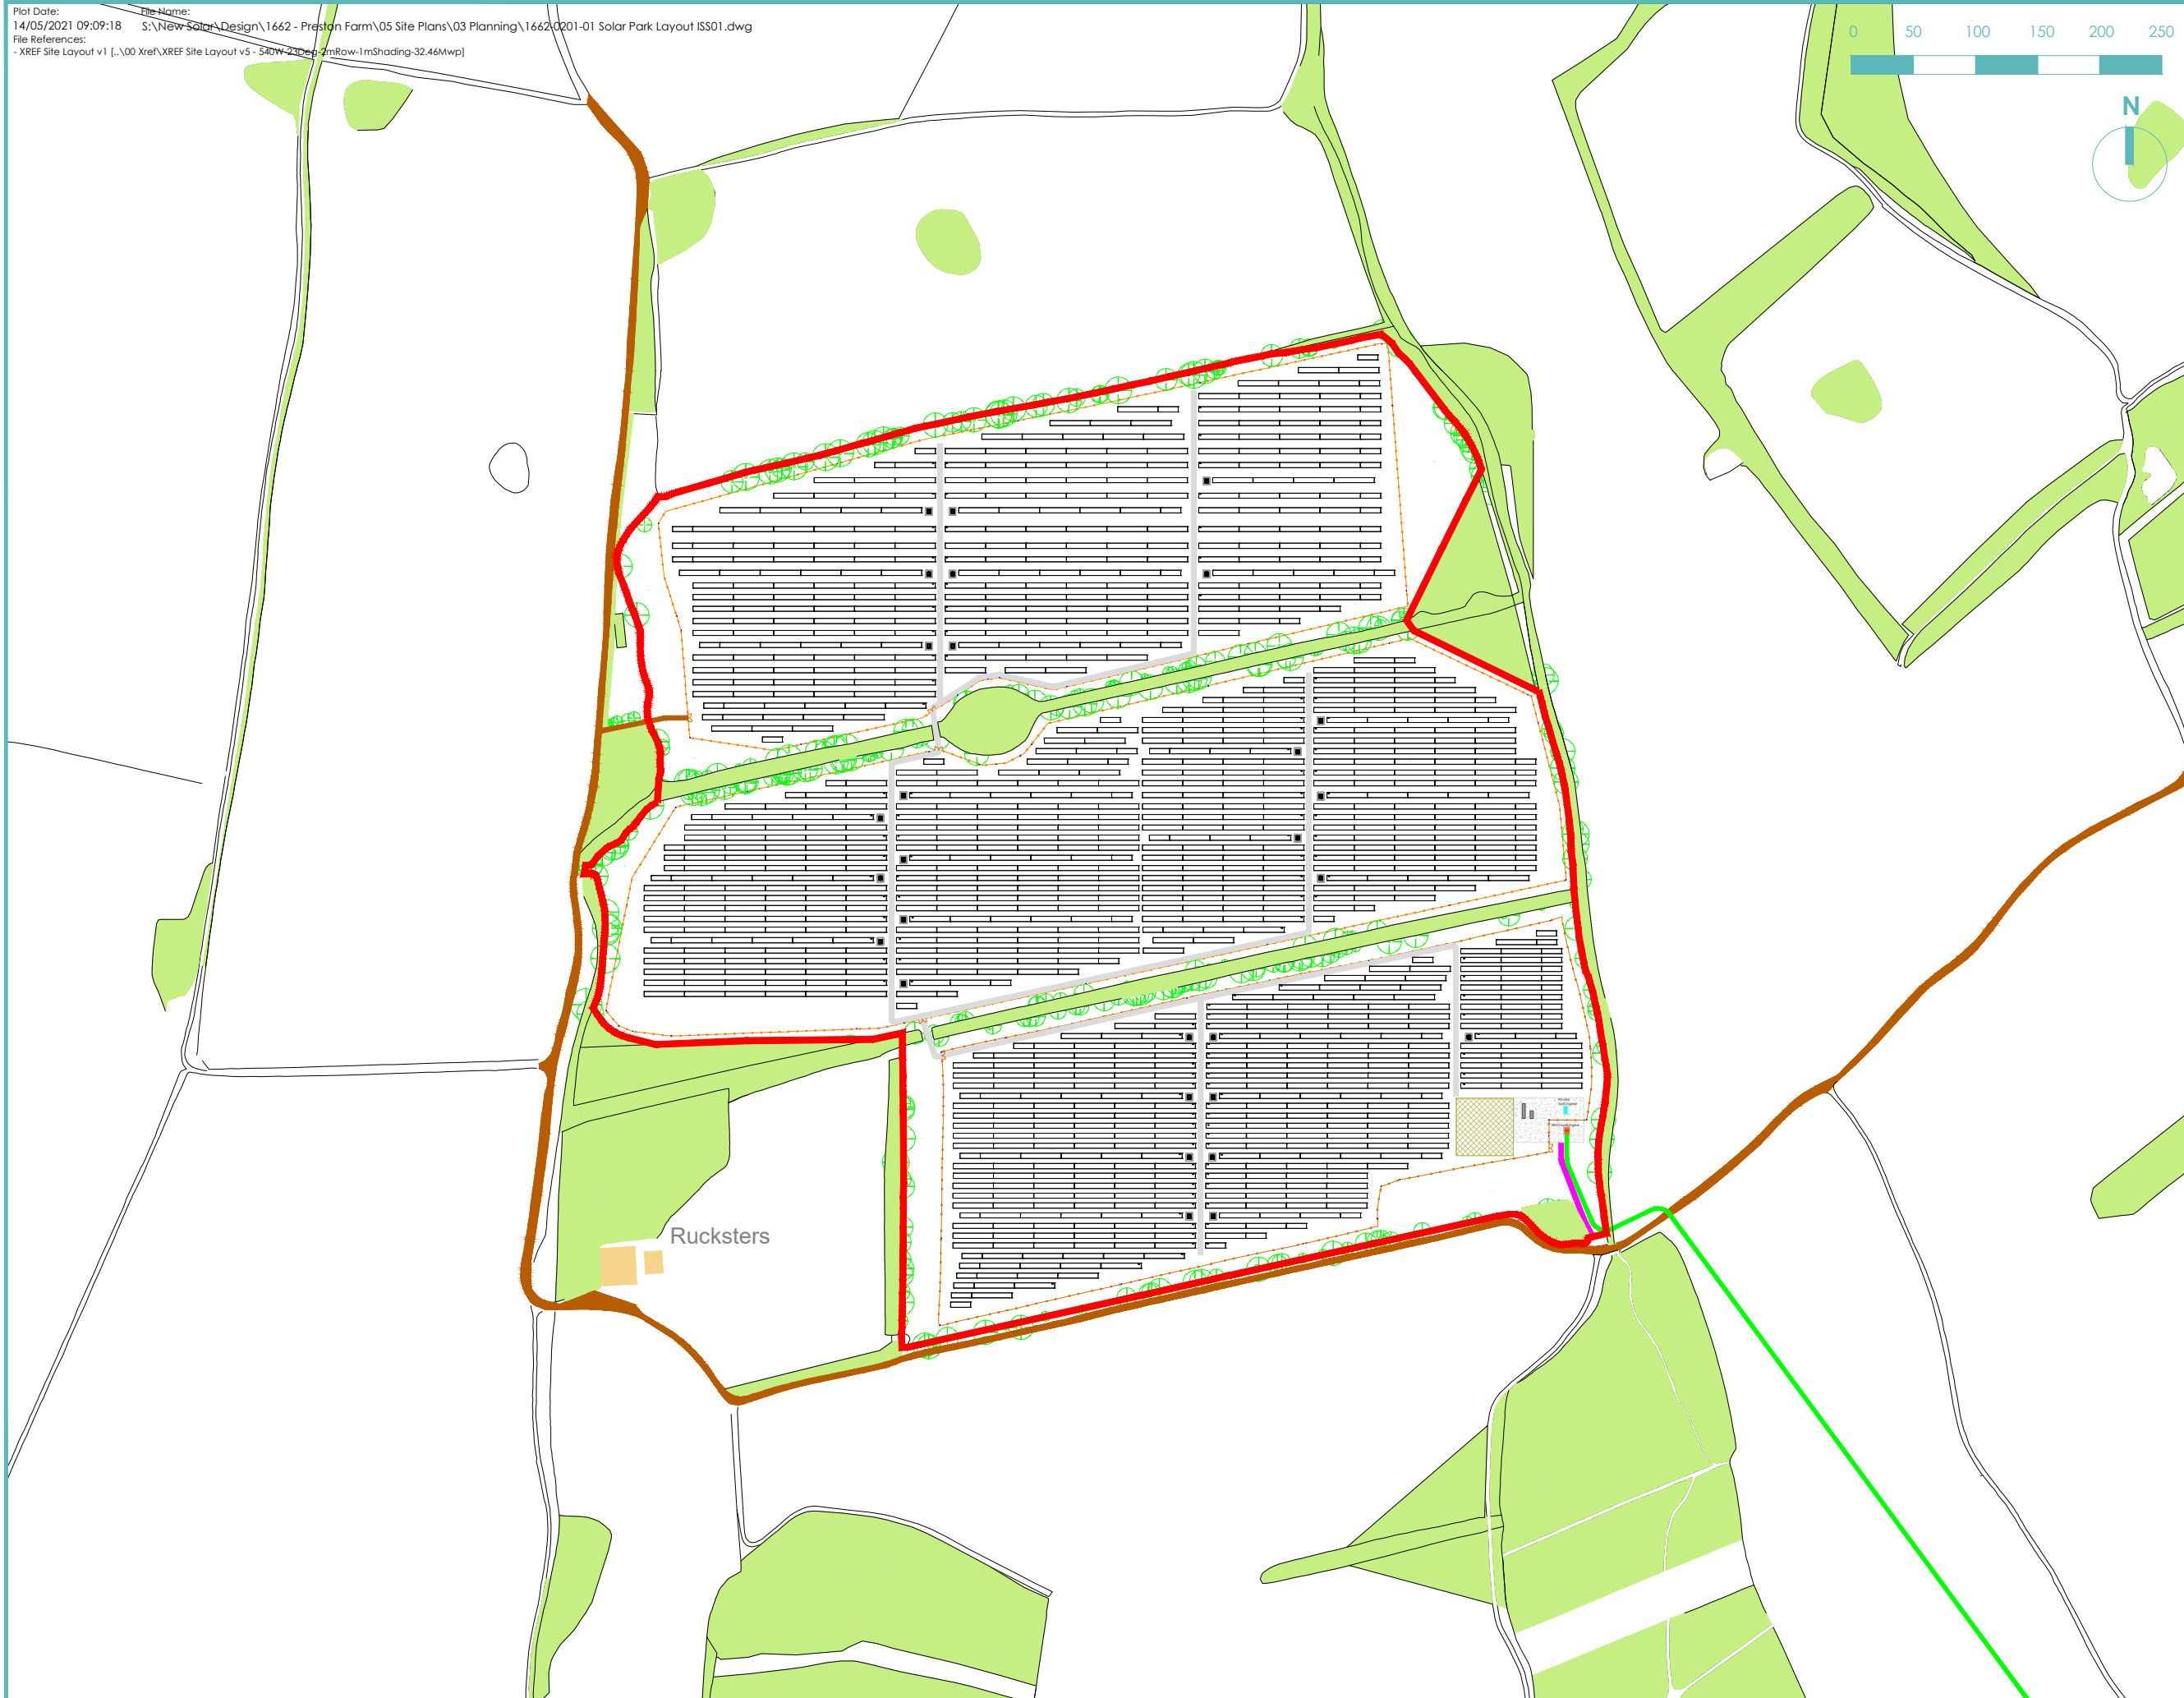 Plot Date: File Name:
14/05/2021 09:09:18 S:\New Solar\Design\1662 - Preston Farm\05 Site Plans\03 Planning\1662-0201-01 Solar Park Layout ISS01.dwg
File References:
- XREF Site Layout v1 [..\00 Xref\XREF Site Layout v5 - 540W-23Deg-2mRow-1mShading-32.46Mwp]
0 50 100 150 200 250
N
Rucksters